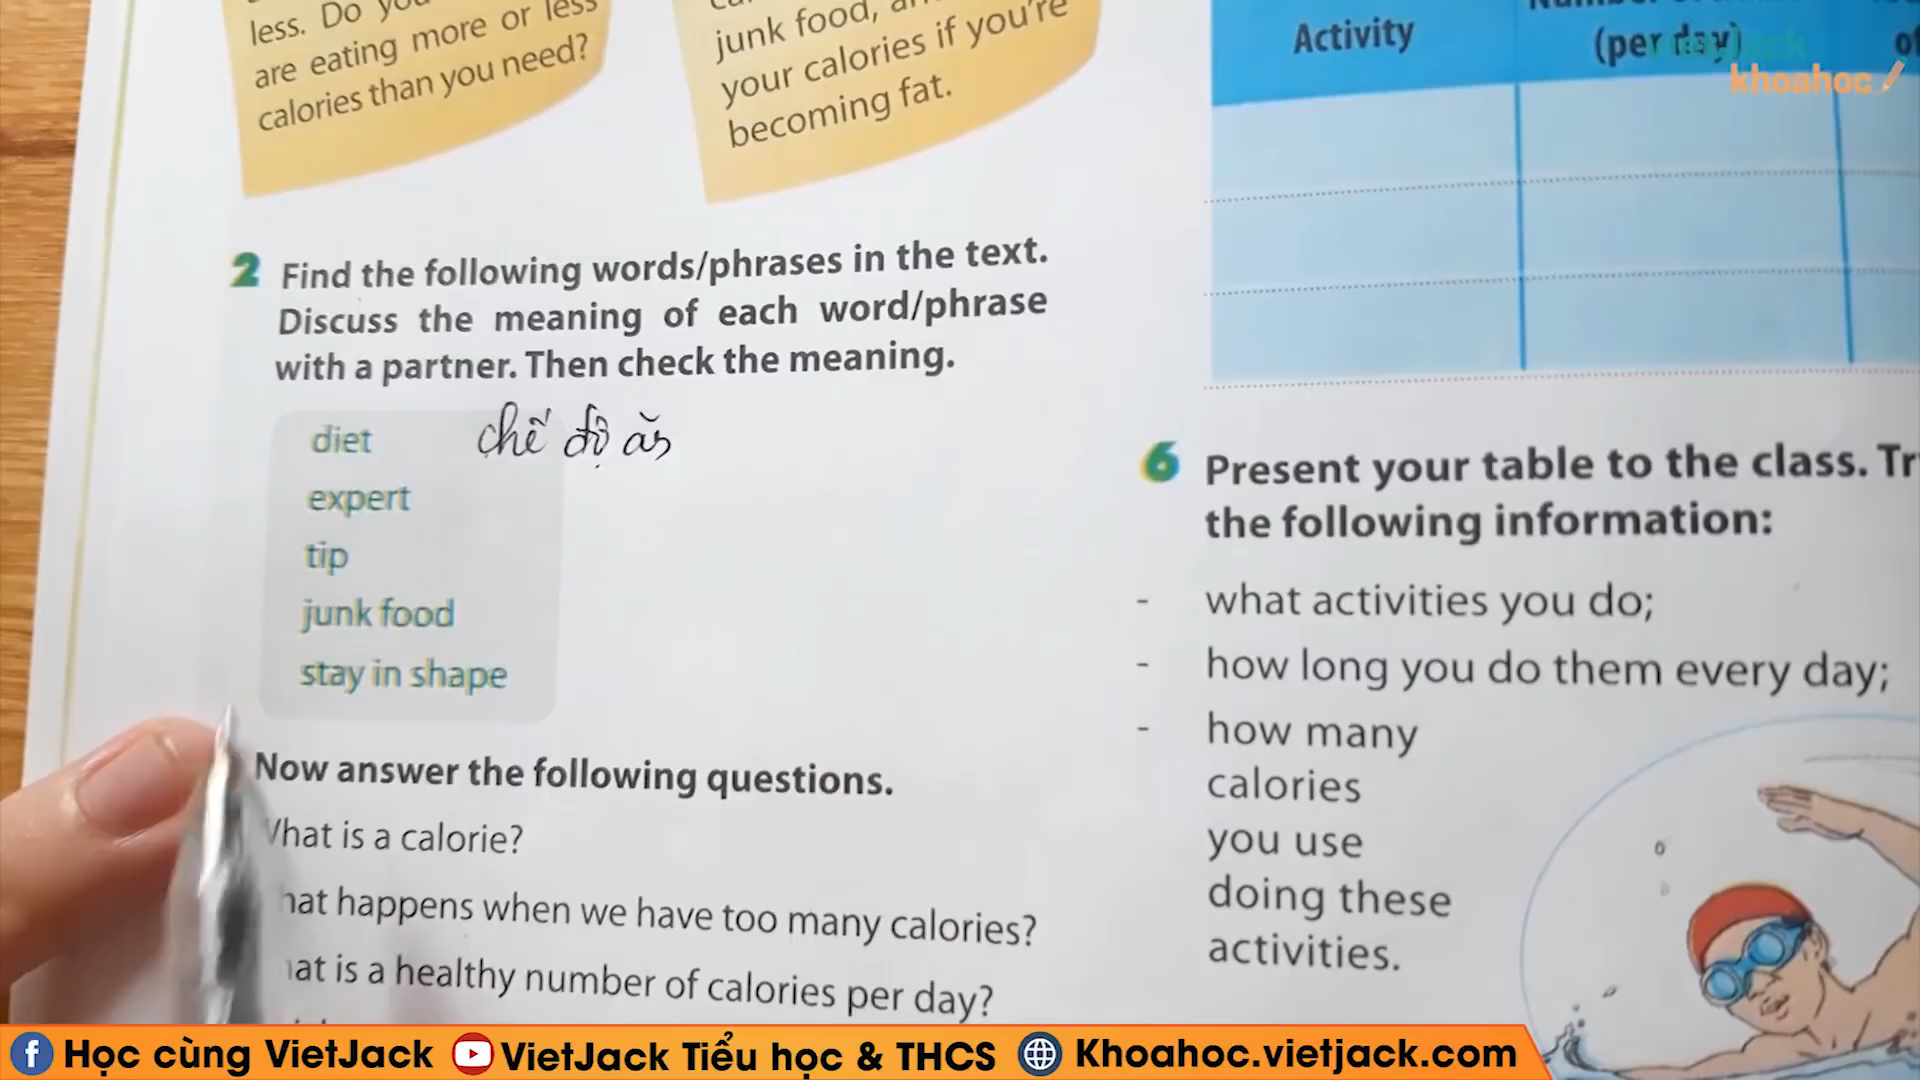 less. Do
are eating more or less
calories than you need?
junk food,
your calories if you're
becoming fat.
Activity
(per day)
of
khoahoc
2 Find the following words/phrases in the text.
Discuss the meaning of each word/phrase
with a partner. Then check the meaning.
diet chế độ ăn
expert
tip
junk food
stay in shape
Now answer the following questions.
What is a calorie?
hat happens when we have too many calories?
hat is a healthy number of calories per day?
6 Present your table to the class. Tr
the following information:
- what activities you do;
- how long you do them every day;
- how many
calories
you use
doing these
activities.
Học cùng VietJack VietJack Tiểu học & THCS Khoahoc.vietjack.com